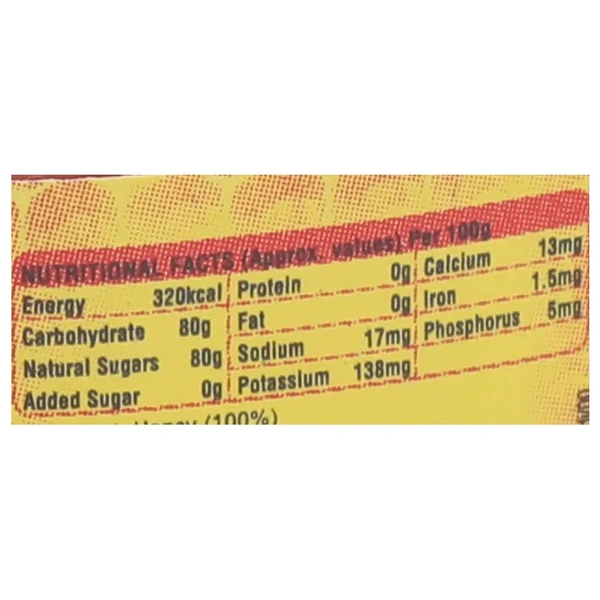 NUTRITIONAL FACTS (Approx. values) Per 100g
Energy 320kcal
Carbohydrate 80g
Natural Sugars 80g
Added Sugar 0g
Protein 0g
Fat 0g
Sodium 17mg
Potassium 138mg
Calcium 13mg
Iron 1.5mg
Phosphorus 5mg
Honey (100%)